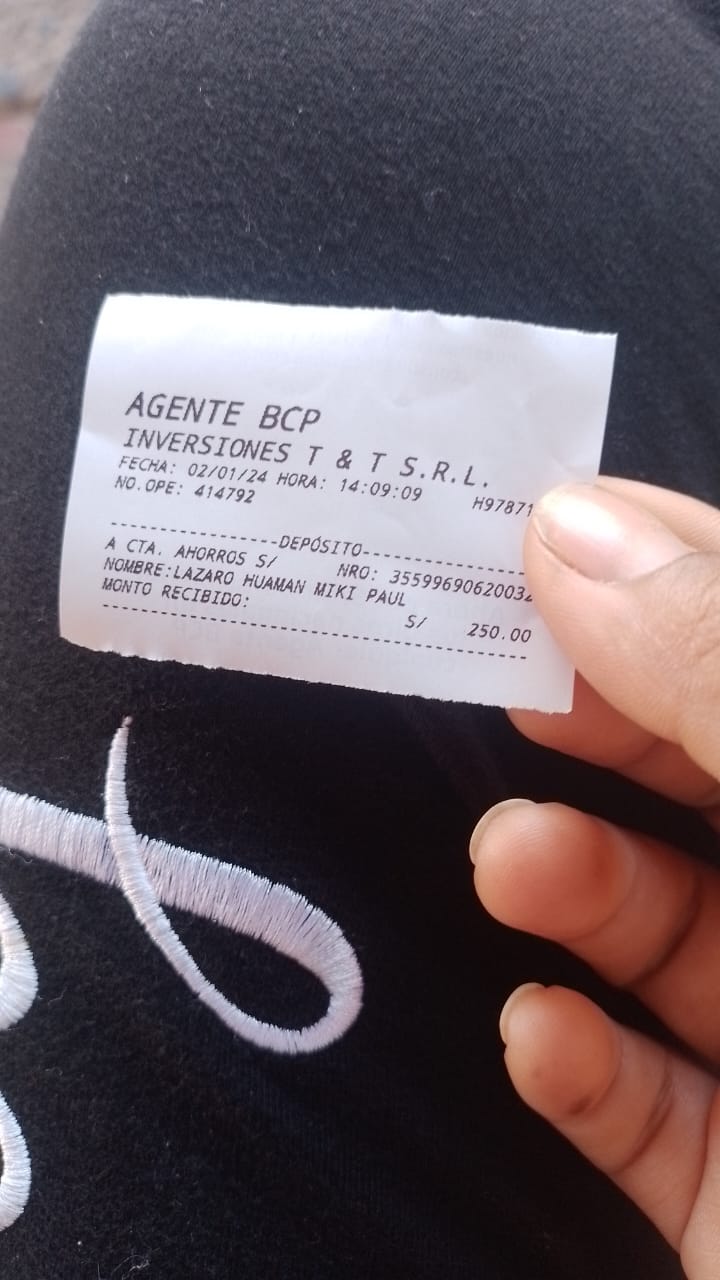 AGENTE BCP
INVERSIONES T & T S.R.L.
FECHA: 02/01/24 HORA: 14:09:09 H97871
NO.OPE: 414792
--------------------DEPÓSITO--------------------
A CTA. AHORROS S/ NRO: 35599690620032
NOMBRE:LAZARO HUAMAN MIKI PAUL
MONTO RECIBIDO: S/ 250.00